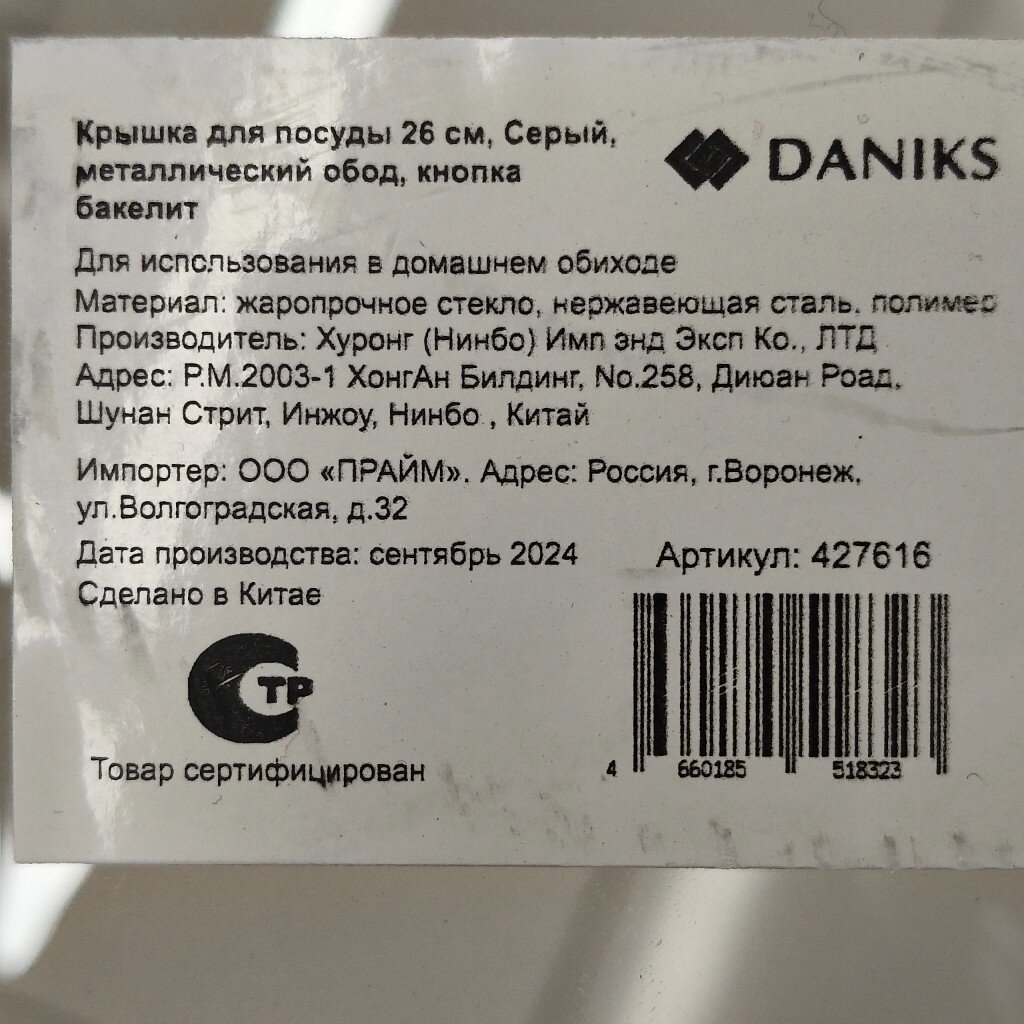 Крышка для посуды 26 см, Серый,
металлический обод, кнопка
бакелит
DANIKS
Для использования в домашнем обиходе
Материал: жаропрочное стекло, нержавеющая сталь, полимер
Производитель: Хуронг (Нинбо) Имп энд Эксп Ко., ЛТД
Адрес: Р.М.2003-1 ХонгАн Билдинг, No.258, Диюан Роад,
Шунан Стрит, Инжоу, Нинбо , Китай
Импортер: ООО «ПРАЙМ». Адрес: Россия, г.Воронеж,
ул.Волгоградская, д.32
Дата производства: сентябрь 2024
Артикул: 427616
Сделано в Китае
СТР
Товар сертифицирован
4 660185 518323